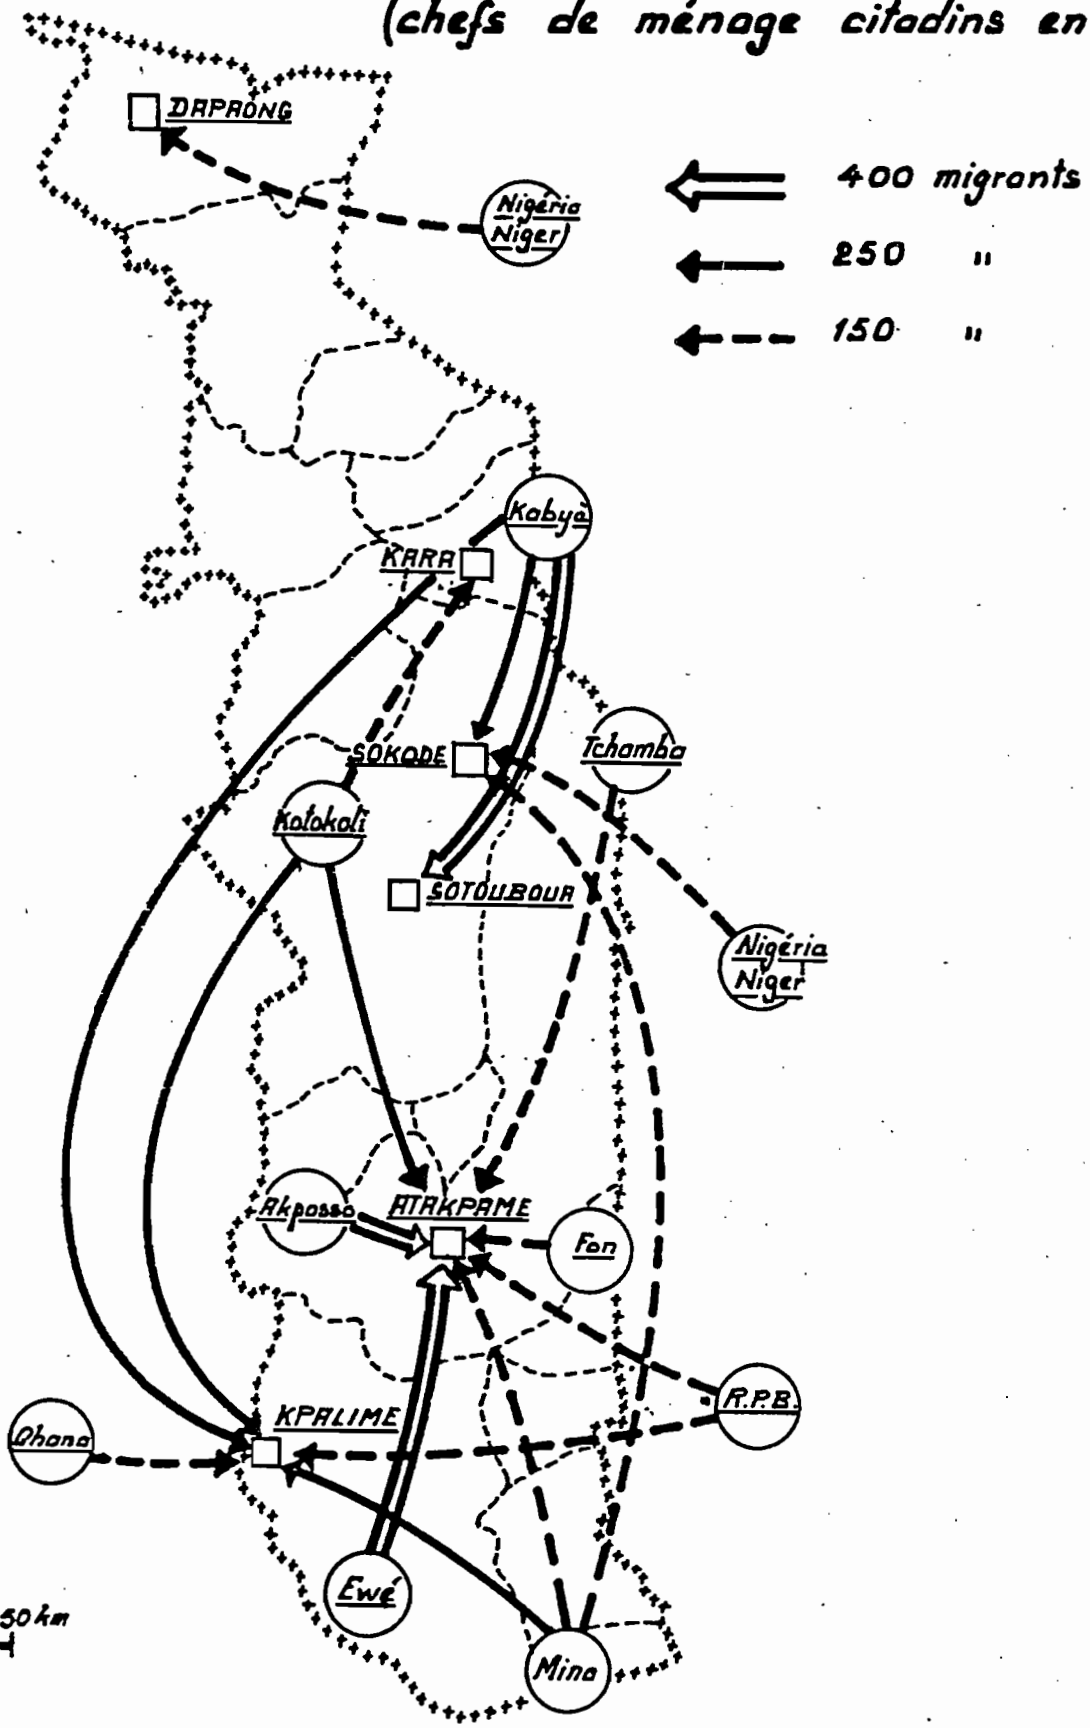 (chefs de ménage citadins en
DAPAONG
Nigéria
Niger
400 migrants
250 "
150 "
Kabyè
KARA
Tchamba
SOKODE
Kotokoli
SOTOUBOUA
Nigéria
Niger
Akposso
ATAKPAME
Fon
R.P.B.
KPALIME
Ghana
Ewé
50 km
Mina